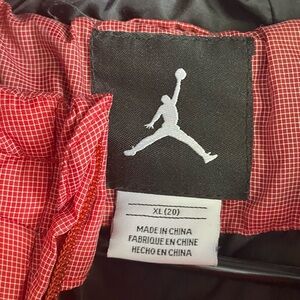 XL (20)
MADE IN CHINA
FABRIQUÉ EN CHINE
HECHO EN CHINA